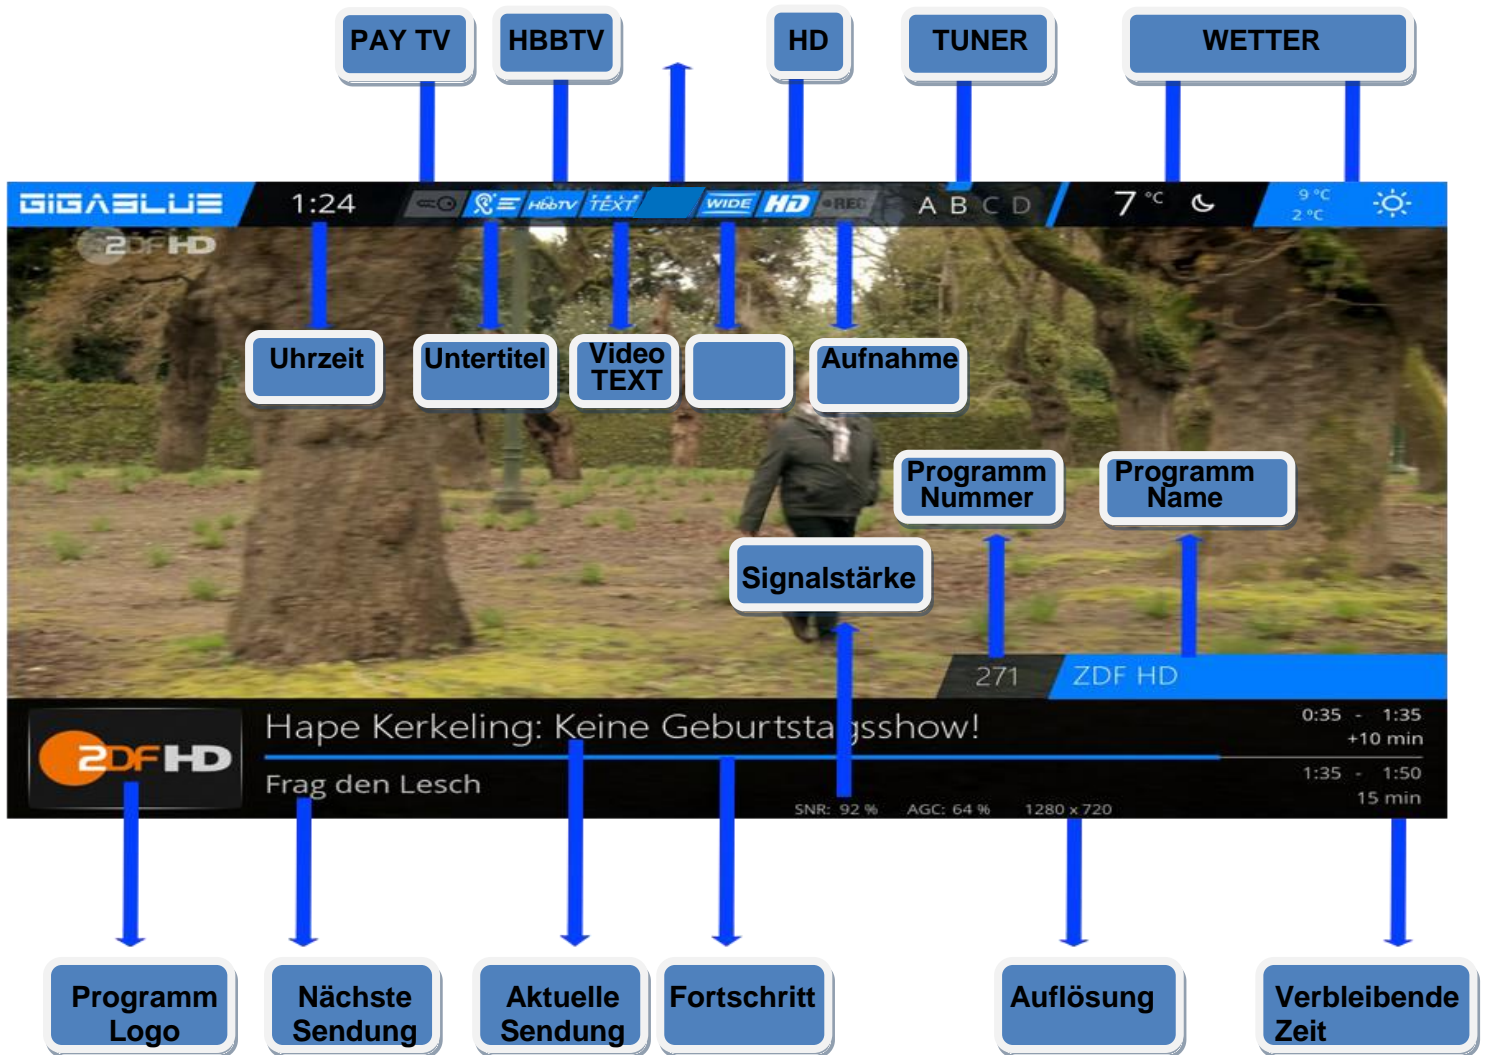 PAY TV
HBBTV
HD
TUNER
WETTER
GIGABLUE
1:24
HbbTV
TEXT
WIDE
HD
REC
A B C D
7 °C
9 °C
2 °C
2DFHD
Uhrzeit
Untertitel
Video
TEXT
Aufnahme
Programm
Nummer
Programm
Name
Signalstärke
271
ZDF HD
2DFHD
Hape Kerkeling: Keine Geburtstagsshow!
0:35 - 1:35
+10 min
Frag den Lesch
1:35 - 1:50
15 min
SNR: 92 %
AGC: 64 %
1280 x 720
Programm
Logo
Nächste
Sendung
Aktuelle
Sendung
Fortschritt
Auflösung
Verbleibende
Zeit